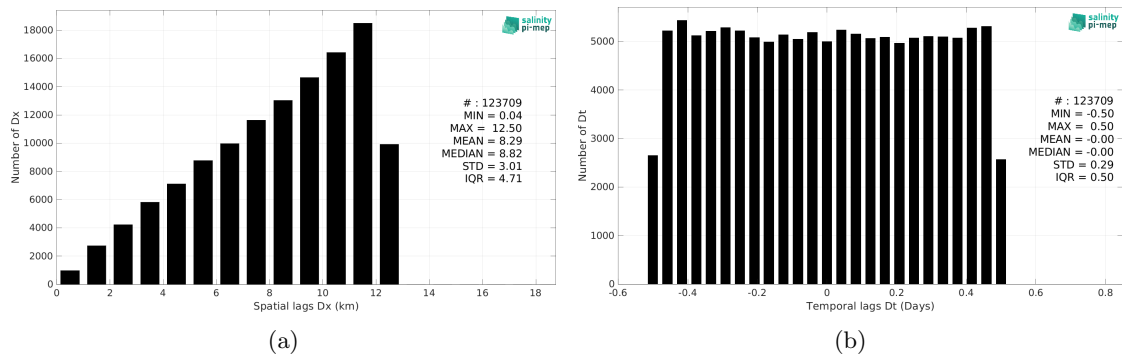 18000
16000
14000
12000
10000
8000
6000
4000
2000
0
0 2 4 6 8 10 12 14 16 18
Number of Dx
Spatial lags Dx (km)
salinity
pi-mep
# : 123709
MIN = 0.04
MAX = 12.50
MEAN = 8.29
MEDIAN = 8.82
STD = 3.01
IQR = 4.71
(a)
5000
4000
3000
2000
1000
0
-0.6 -0.4 -0.2 0 0.2 0.4 0.6 0.8
Number of Dt
Temporal lags Dt (Days)
salinity
pi-mep
# : 123709
MIN = -0.50
MAX = 0.50
MEAN = -0.00
MEDIAN = -0.00
STD = 0.29
IQR = 0.50
(b)